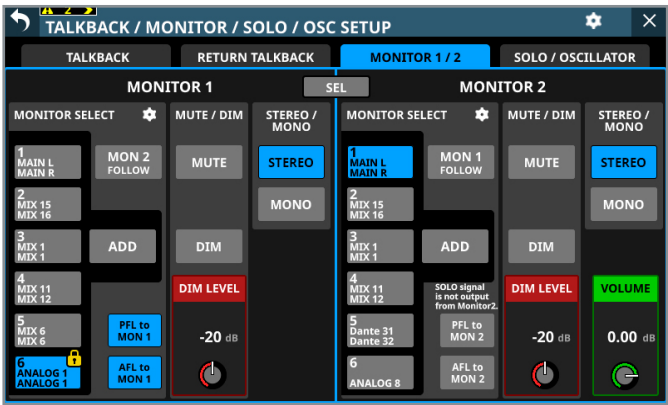 TALKBACK / MONITOR / SOLO / OSC SETUP
TALKBACK
RETURN TALKBACK
MONITOR 1 / 2
SOLO / OSCILLATOR
MONITOR 1
SEL
MONITOR 2
MONITOR SELECT
MUTE / DIM
STEREO /
MONO
1
MAIN L
MAIN R
MON 2
FOLLOW
MUTE
STEREO
2
MIX 15
MIX 16
MONO
3
MIX 1
MIX 1
ADD
DIM
4
MIX 11
MIX 12
DIM LEVEL
5
MIX 6
MIX 6
PFL to
MON 1
-20 dB
6
ANALOG 1
ANALOG 1
AFL to
MON 1
MONITOR SELECT
MUTE / DIM
STEREO /
MONO
1
MAIN L
MAIN R
MON 1
FOLLOW
MUTE
STEREO
2
MIX 15
MIX 16
MONO
3
MIX 1
MIX 1
ADD
DIM
4
MIX 11
MIX 12
SOLO signal
is not output
from Monitor2.
DIM LEVEL
VOLUME
5
Dante 31
Dante 32
PFL to
MON 2
-20 dB
0.00 dB
6
ANALOG 8
AFL to
MON 2